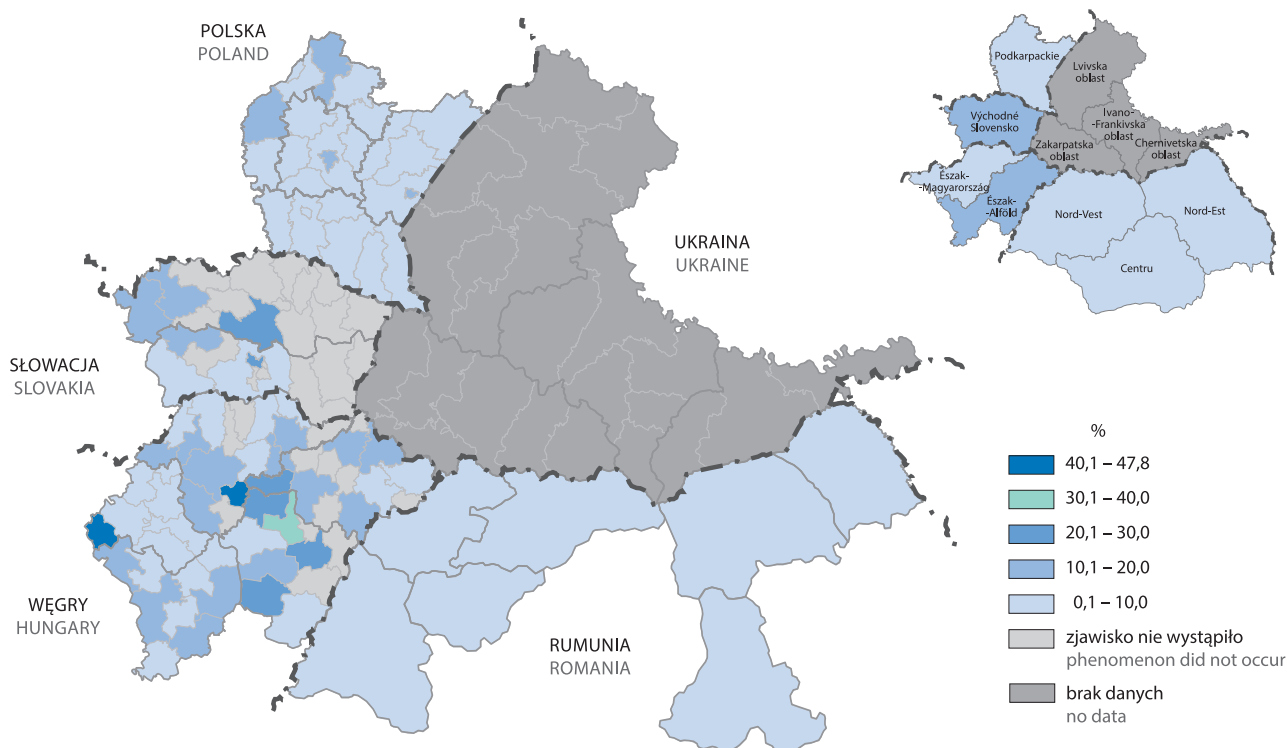 POLSKA
POLAND
UKRAINA
UKRAINE
SŁOWACJA
SLOVAKIA
WĘGRY
HUNGARY
RUMUNIA
ROMANIA
Podkarpackie
Lvivska
oblast
Východné
Slovensko
Ivano-
-Frankivska
oblast
Zakarpatska
oblast
Chernivetska
oblast
Észak-
-Magyarország
Észak-
-Alföld
Nord-Vest
Nord-Est
Centru
%
40,1 – 47,8
30,1 – 40,0
20,1 – 30,0
10,1 – 20,0
0,1 – 10,0
zjawisko nie wystąpiło
phenomenon did not occur
brak danych
no data